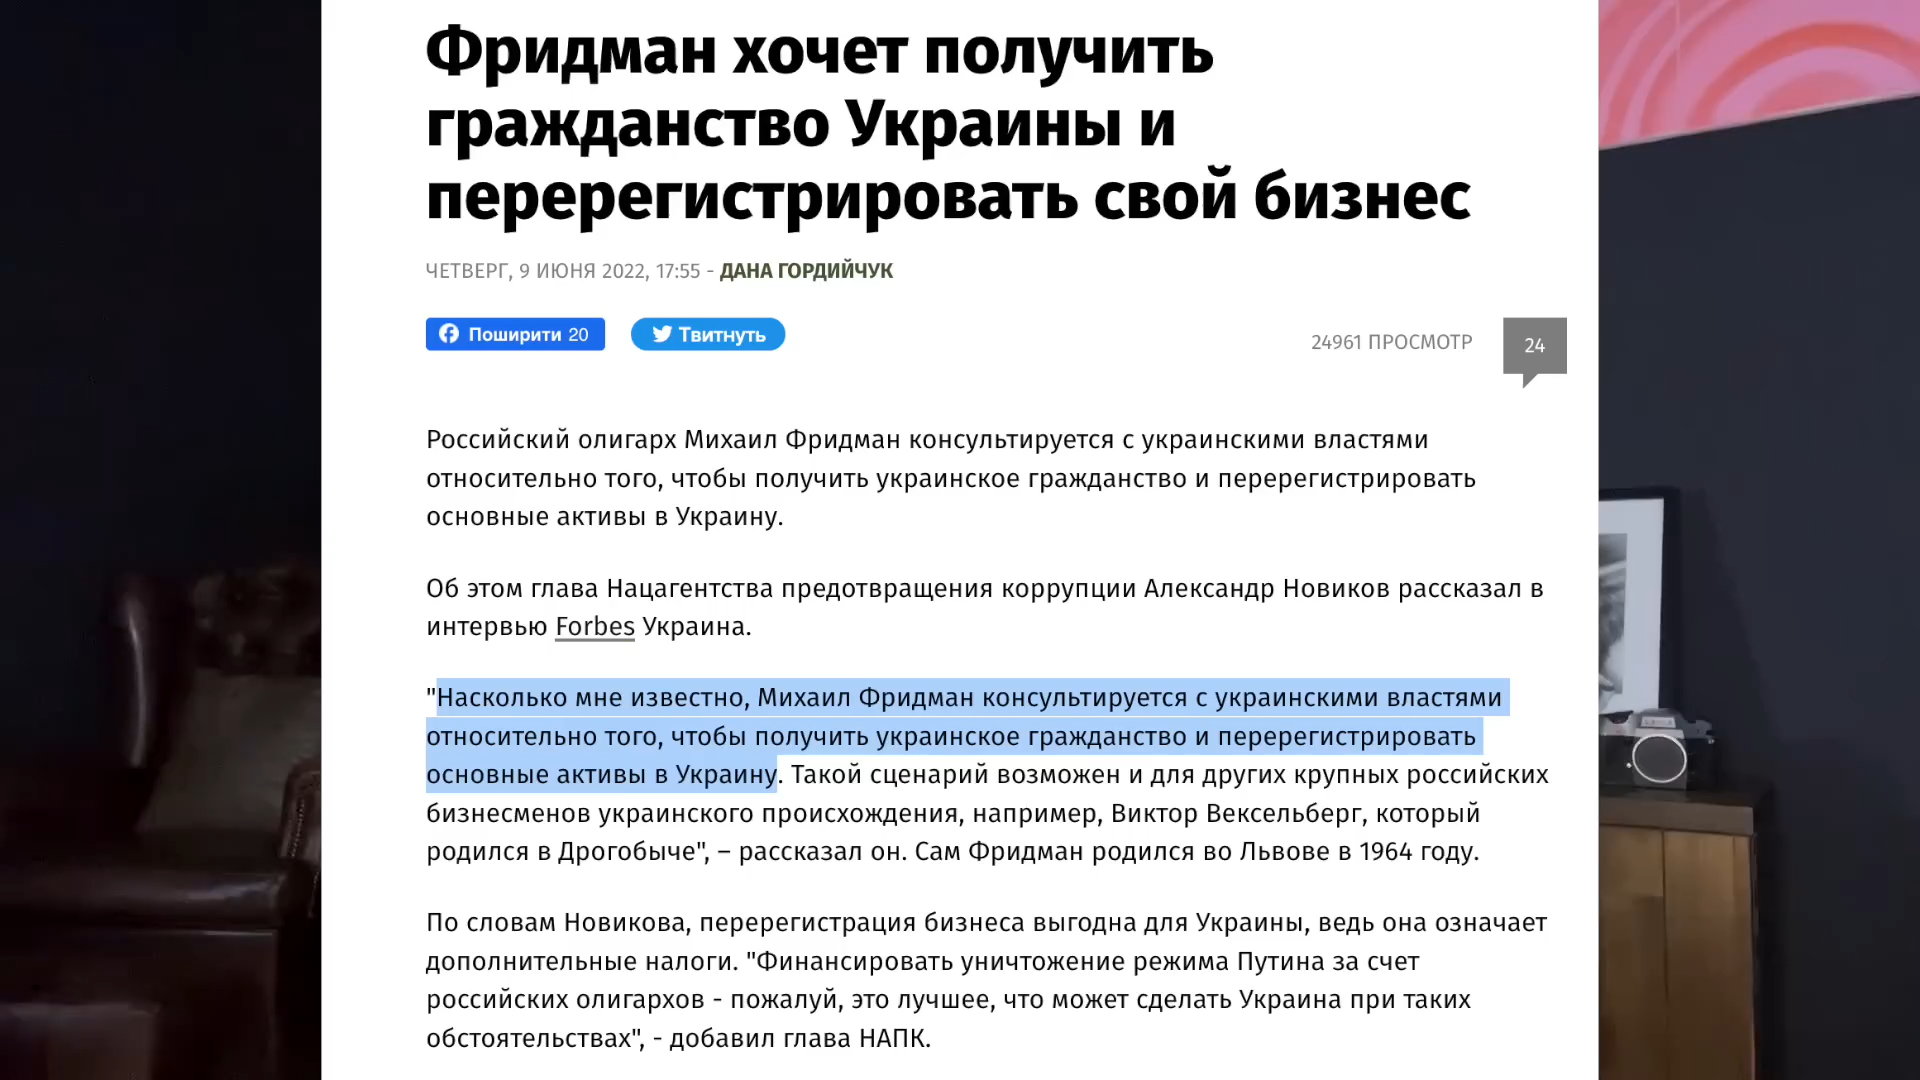 Фридман хочет получить
гражданство Украины и
перерегистрировать свой бизнес
ЧЕТВЕРГ, 9 ИЮНЯ 2022, 17:55 - ДАНА ГОРДИЙЧУК
Поширити 20
Твитнуть
24961 ПРОСМОТР
24
Российский олигарх Михаил Фридман консультируется с украинскими властями
относительно того, чтобы получить украинское гражданство и перерегистрировать
основные активы в Украину.
Об этом глава Нацагентства предотвращения коррупции Александр Новиков рассказал в
интервью Forbes Украина.
"Насколько мне известно, Михаил Фридман консультируется с украинскими властями
относительно того, чтобы получить украинское гражданство и перерегистрировать
основные активы в Украину. Такой сценарий возможен и для других крупных российских
бизнесменов украинского происхождения, например, Виктор Вексельберг, который
родился в Дрогобыче", – рассказал он. Сам Фридман родился во Львове в 1964 году.
По словам Новикова, перерегистрация бизнеса выгодна для Украины, ведь она означает
дополнительные налоги. "Финансировать уничтожение режима Путина за счет
российских олигархов - пожалуй, это лучшее, что может сделать Украина при таких
обстоятельствах", - добавил глава НАПК.